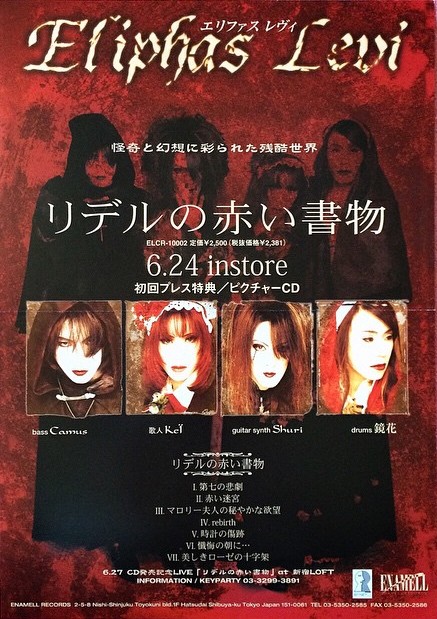 エリファス レヴィ
Eliphas Levi
怪奇と幻想に彩られた残酷世界
リデルの赤い書物
ELCR-10002 定価¥2,500 (税抜価格¥2,381)
6.24 instore
初回プレス特典／ピクチャーCD
bass Camus
歌人 KeÏ
guitar synth Shuri
drums 鏡花
リデルの赤い書物
I. 第七の悲劇
II. 赤い迷宮
III. マロリー夫人の秘やかな欲望
IV. rebirth
V. 時計の傷跡
VI. 懺悔の朝に…
VII. 美しきローゼの十字架
6.27 CD発売記念LIVE「リデルの赤い書物」at 新宿LOFT
INFORMATION / KEYPARTY 03-3299-3891
ENAMELL
ENAMELL RECORDS 2-5-8 Nishi-Shinjuku.Toyokuni bld.1F Hatsudai Shibuya-ku Tokyo Japan 151-0061 TEL 03-5350-2585 FAX 03-5350-2586